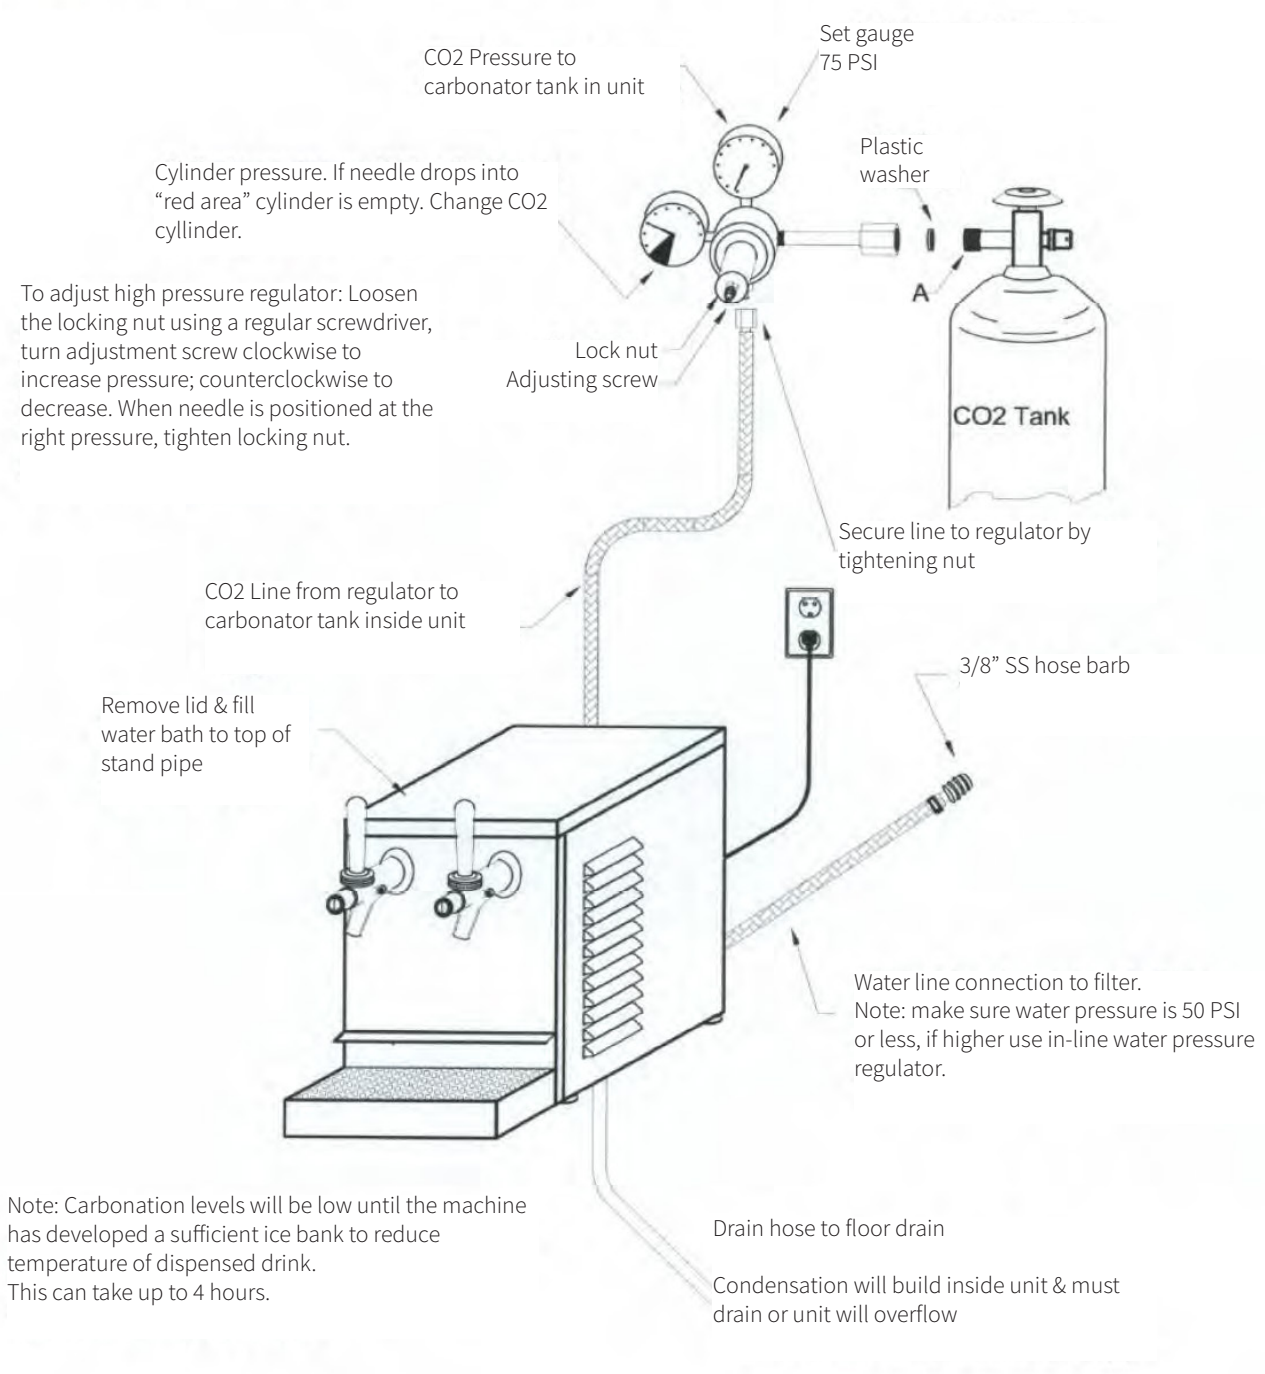 Set gauge
75 PSI
CO2 Pressure to
carbonator tank in unit
Plastic
washer
Cylinder pressure. If needle drops into
“red area” cylinder is empty. Change CO2
cyllinder.
A
To adjust high pressure regulator: Loosen
the locking nut using a regular screwdriver,
turn adjustment screw clockwise to
increase pressure; counterclockwise to
decrease. When needle is positioned at the
right pressure, tighten locking nut.
Lock nut
Adjusting screw
CO2 Tank
Secure line to regulator by
tightening nut
CO2 Line from regulator to
carbonator tank inside unit
3/8” SS hose barb
Remove lid & fill
water bath to top of
stand pipe
Water line connection to filter.
Note: make sure water pressure is 50 PSI
or less, if higher use in-line water pressure
regulator.
Note: Carbonation levels will be low until the machine
has developed a sufficient ice bank to reduce
temperature of dispensed drink.
This can take up to 4 hours.
Drain hose to floor drain
Condensation will build inside unit & must
drain or unit will overflow